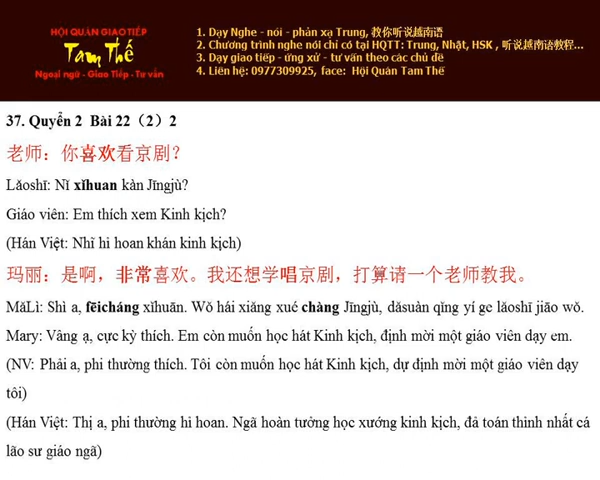 HỘI QUÁN GIAO TIẾP
Tam Thế
Ngoại ngữ - Giao Tiếp - Tư vấn
1. Dạy Nghe - nói - phản xạ Trung, 教你听说越南语
2. Chương trình nghe nói chỉ có tại HQTT: Trung, Nhật, HSK , 听说越南语教程...
3. Dạy giao tiếp - ứng xử - tư vấn theo các chủ đề
4. Liên hệ: 0977309925, face: Hội Quán Tam Thế
37. Quyển 2 Bài 22（2）2
老师：你喜欢看京剧？
Lǎoshī: Nǐ xǐhuan kàn Jīngjù?
Giáo viên: Em thích xem Kinh kịch?
(Hán Việt: Nhĩ hi hoan khán kinh kịch)
玛丽：是啊，非常喜欢。我还想学唱京剧，打算请一个老师教我。
MǎLì: Shì a, fēicháng xǐhuān. Wǒ hái xiǎng xué chàng Jīngjù, dǎsuàn qǐng yí gc lǎoshī jiāo wǒ.
Mary: Vâng ạ, cực kỳ thích. Em còn muốn học hát Kinh kịch, định mời một giáo viên dạy em.
(NV: Phải a, phi thường thích. Tôi còn muốn học hát Kinh kịch, dự định mời một giáo viên dạy
tôi)
(Hán Việt: Thị a, phi thường hi hoan. Ngã hoàn tưởng học xướng kinh kịch, đả toán thinh nhất cá
lão sư giáo ngã)